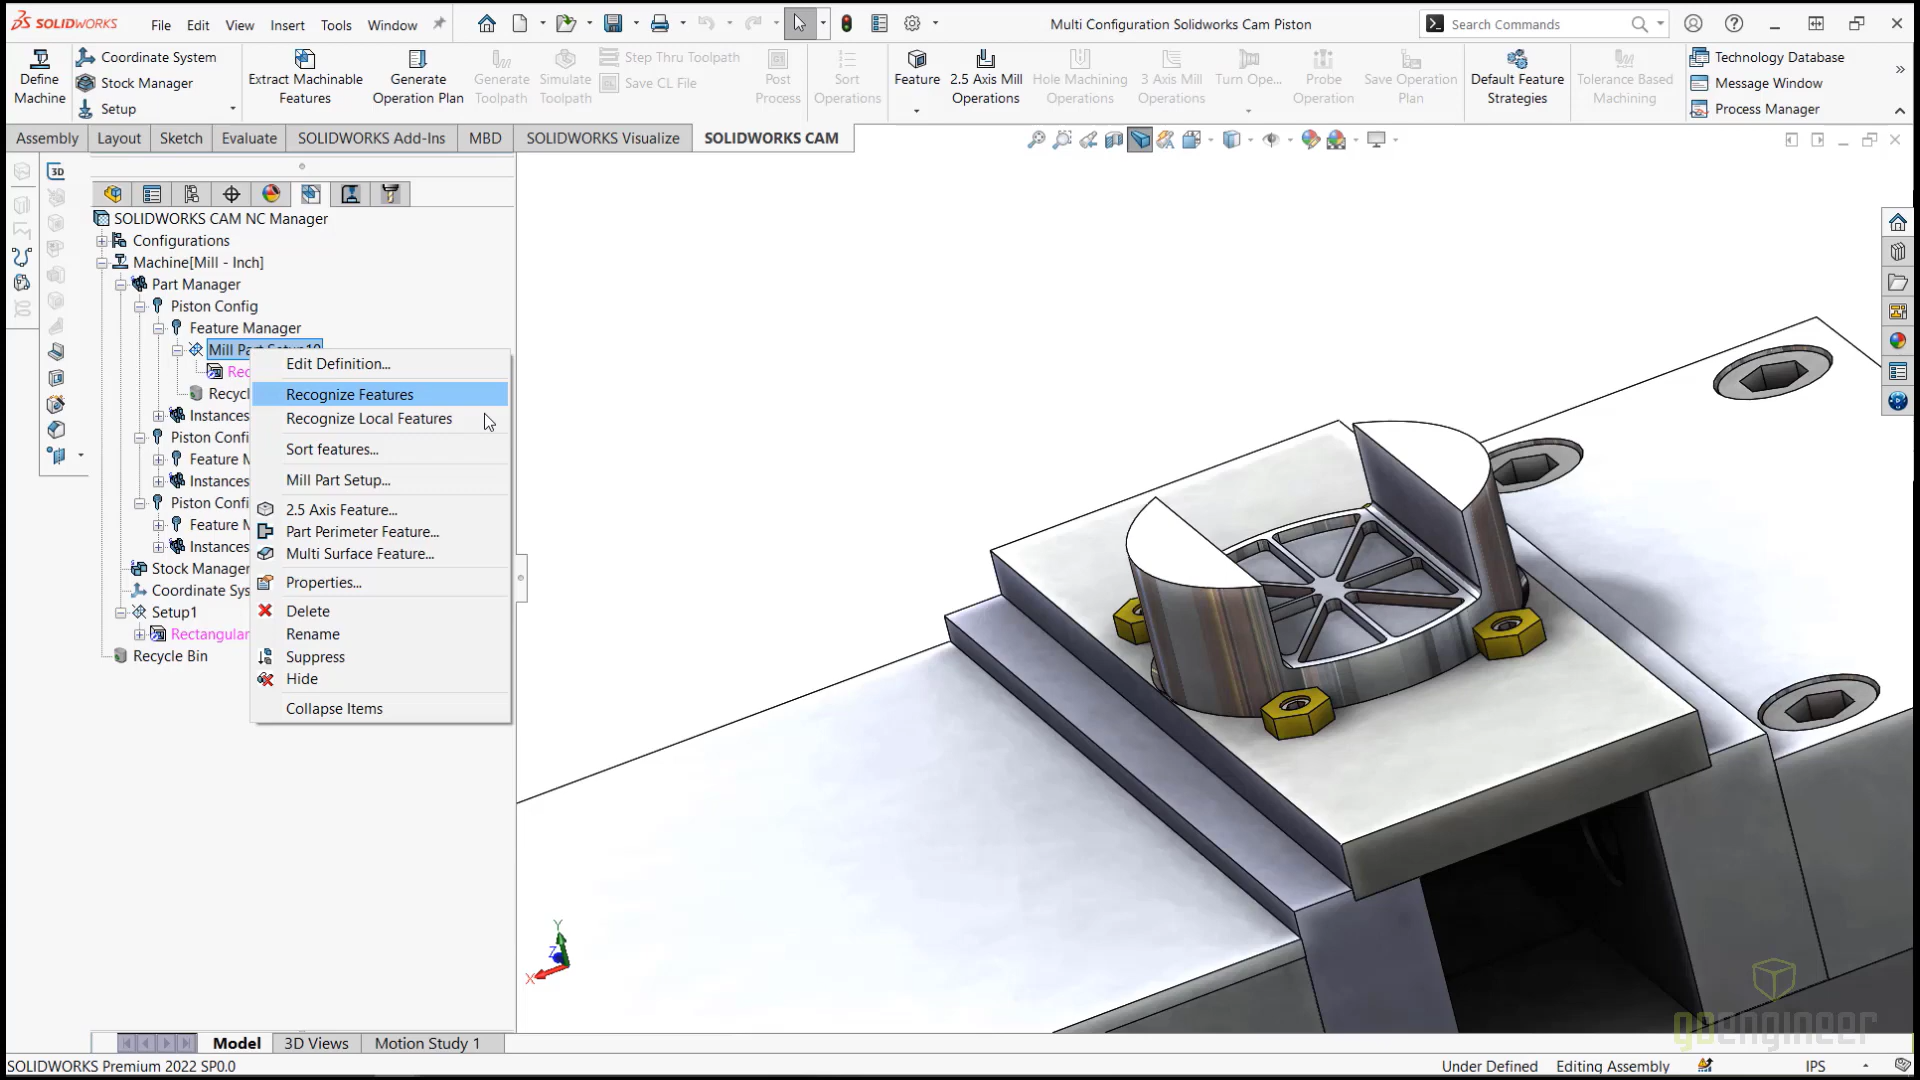 SOLIDWORKS File Edit View Insert Tools Window Multi Configuration Solidworks Cam Piston Search Commands
Define Machine
Coordinate System
Stock Manager
Setup
Extract Machinable Features
Generate Operation Plan
Generate Toolpath
Simulate Toolpath
Step Thru Toolpath
Save CL File
Post Process
Sort Operations
Feature
2.5 Axis Mill Operations
Hole Machining Operations
3 Axis Mill Operations
Turn Ope...
Probe Operation
Save Operation Plan
Default Feature Strategies
Tolerance Based Machining
Technology Database
Message Window
Process Manager
Assembly Layout Sketch Evaluate SOLIDWORKS Add-Ins MBD SOLIDWORKS Visualize SOLIDWORKS CAM
3D
SOLIDWORKS CAM NC Manager
Configurations
Machine[Mill - Inch]
Part Manager
Piston Config
Feature Manager
Mill Part Setup10
Rec
Recycl
Instances
Piston Confi
Feature M
Instances
Piston Confi
Feature M
Instances
Stock Manager
Coordinate Sys
Setup1
Rectangular
Recycle Bin
Edit Definition...
Recognize Features
Recognize Local Features
Sort features...
Mill Part Setup...
2.5 Axis Feature...
Part Perimeter Feature...
Multi Surface Feature...
Properties...
Delete
Rename
Suppress
Hide
Collapse Items
Y
Z
X
goengineer
Model 3D Views Motion Study 1
SOLIDWORKS Premium 2022 SP0.0 Under Defined Editing Assembly IPS